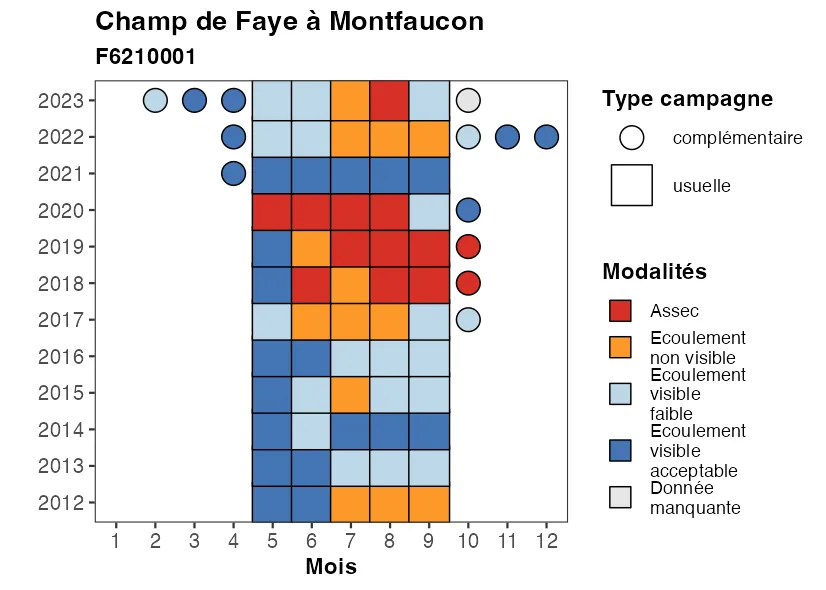 Champ de Faye à Montfaucon
F6210001
2023
2022
2021
2020
2019
2018
2017
2016
2015
2014
2013
2012
1 2 3 4 5 6 7 8 9 10 11 12
Mois
Type campagne
complémentaire
usuelle
Modalités
Assec
Ecoulement
non visible
Ecoulement
visible
faible
Ecoulement
visible
acceptable
Donnée
manquante